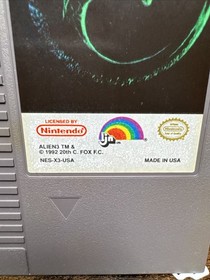 LICENSED BY
Nintendo
LJN
ALIEN3 TM &
© 1992 20th C. FOX F.C.
NES-X3-USA
MADE IN USA